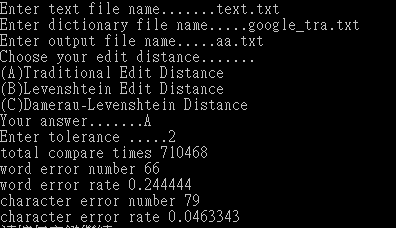 Enter text file name.......text.txt
Enter dictionary file name.....google_tra.txt
Enter output file name.....aa.txt
Choose your edit distance.......
(A)Traditional Edit Distance
(B)Levenshtein Edit Distance
(C)Damerau-Levenshtein Distance
Your answer.......A
Enter tolerance .....2
total compare times 710468
word error number 66
word error rate 0.244444
character error number 79
character error rate 0.0463343